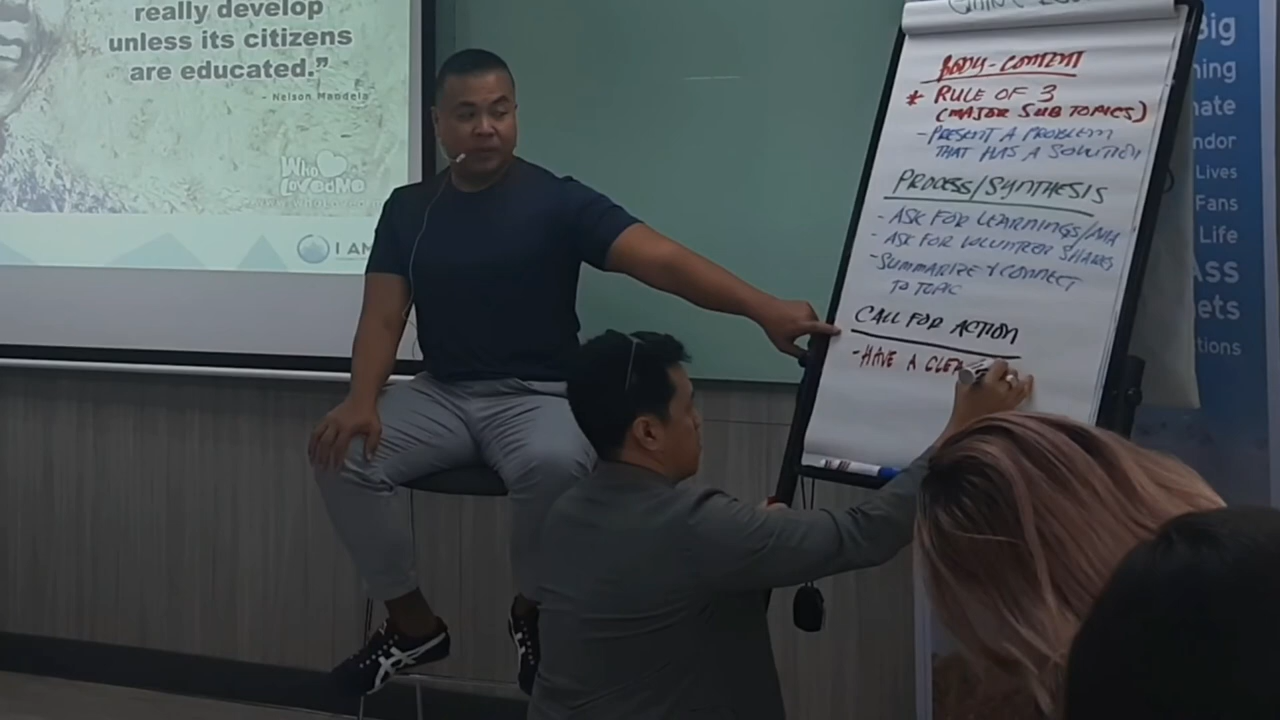 really develop
unless its citizens
are educated."
- Nelson Mandela
Who
LovedMe
I AM
BODY - CONTENT
* RULE OF 3
(MAJOR SUB TOPICS)
- PRESENT A PROBLEM
THAT HAS A SOLUTION
PROCESS/SYNTHESIS
- ASK FOR LEARNINGS/AHA
- ASK FOR VOLUNTEER SHARES
- SUMMARIZE & CONNECT
TO TOPIC
CALL FOR ACTION
- HAVE A CLEA
Big
ning
nate
ndor
Lives
Fans
Life
ASS
ets
tions